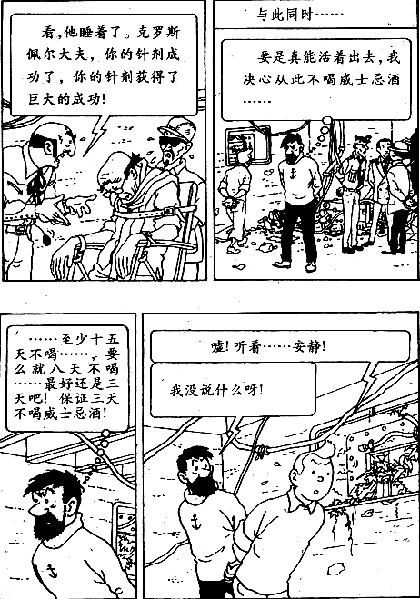 看,他睡着了。克罗斯
佩尔大夫,你的针剂成
功了,你的针剂获得了
巨大的成功!
与此同时……
要是真能活着出去,我
决心从此不喝威士忌酒
……
……至少十五
天不喝……,要
么就八天不喝
……最好还是三
天吧!保证三天
不喝威士忌酒!
嘘!听着……安静!
我没说什么呀!